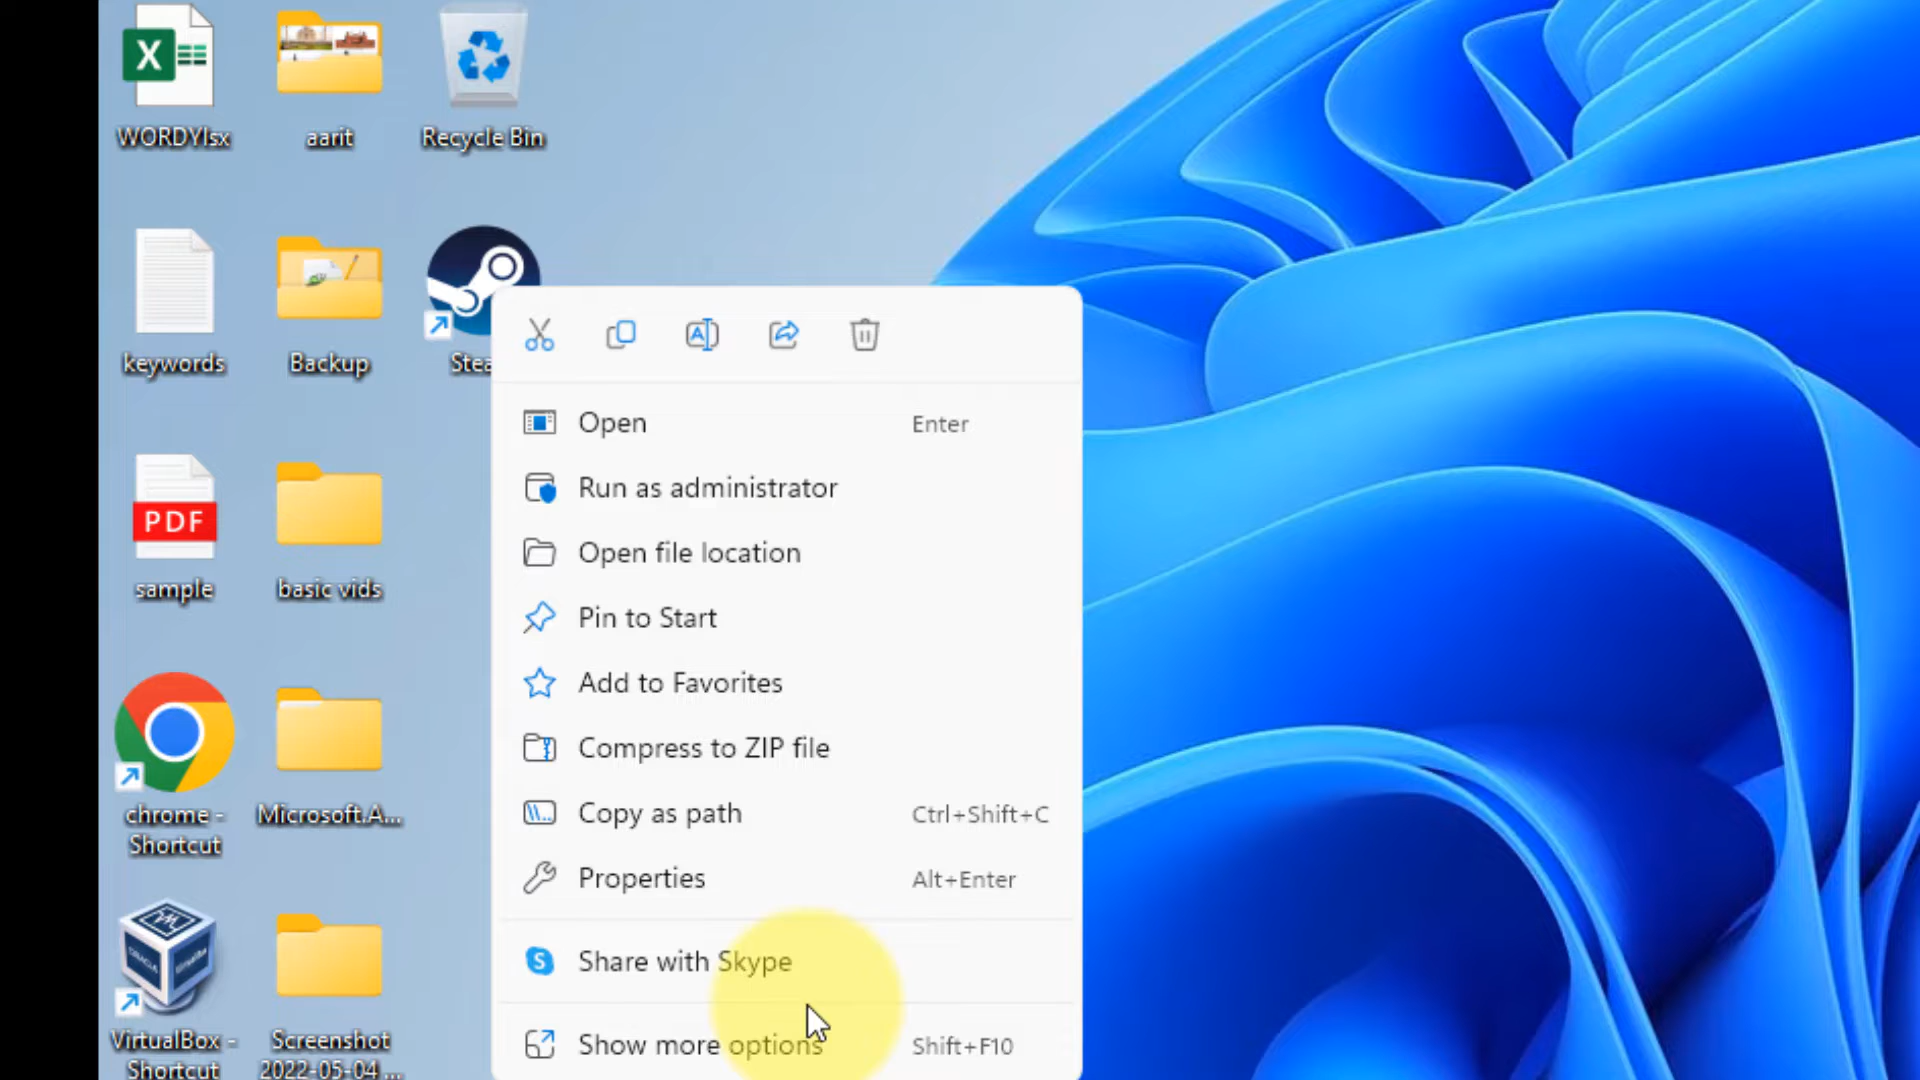 WORDYlsx
aarit
Recycle Bin
keywords
Backup
Stea
PDF
sample
basic vids
chrome -
Shortcut
Microsoft.A...
VirtualBox -
Shortcut
Screenshot
2022-05-04 ...
Open Enter
Run as administrator
Open file location
Pin to Start
Add to Favorites
Compress to ZIP file
Copy as path Ctrl+Shift+C
Properties Alt+Enter
Share with Skype
Show more options Shift+F10